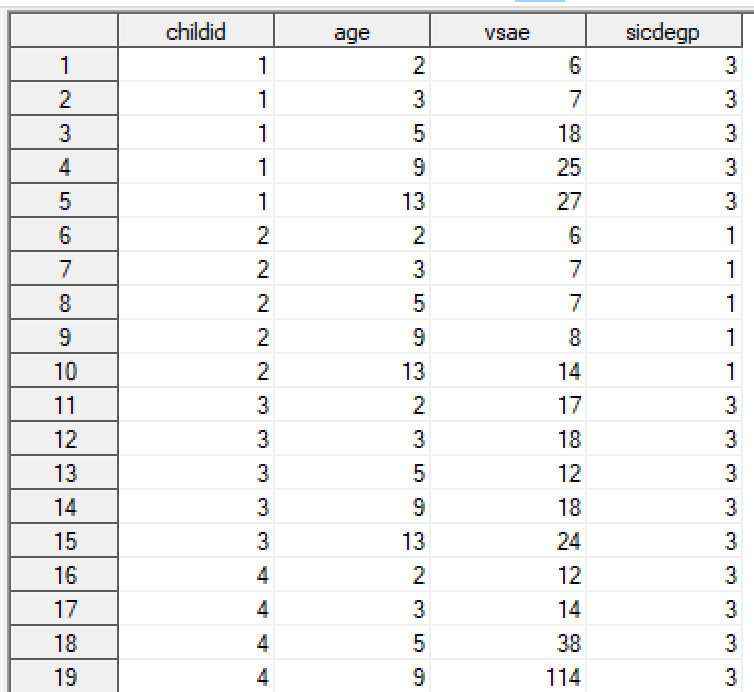 childid age vsae sicdegp
1 1 2 6 3
2 1 3 7 3
3 1 5 18 3
4 1 9 25 3
5 1 13 27 3
6 2 2 6 1
7 2 3 7 1
8 2 5 7 1
9 2 9 8 1
10 2 13 14 1
11 3 2 17 3
12 3 3 18 3
13 3 5 12 3
14 3 9 18 3
15 3 13 24 3
16 4 2 12 3
17 4 3 14 3
18 4 5 38 3
19 4 9 114 3